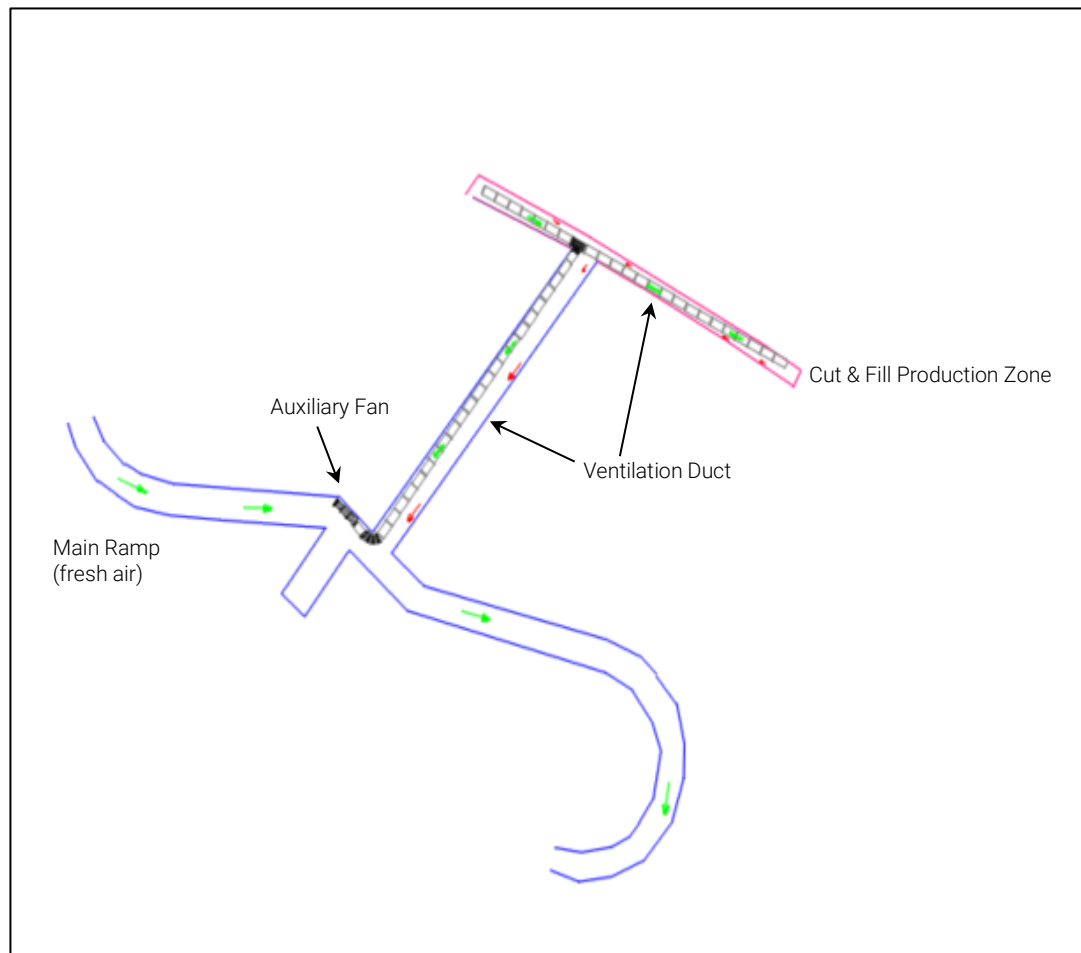 Cut & Fill Production Zone
Auxiliary Fan
Ventilation Duct
Main Ramp
(fresh air)